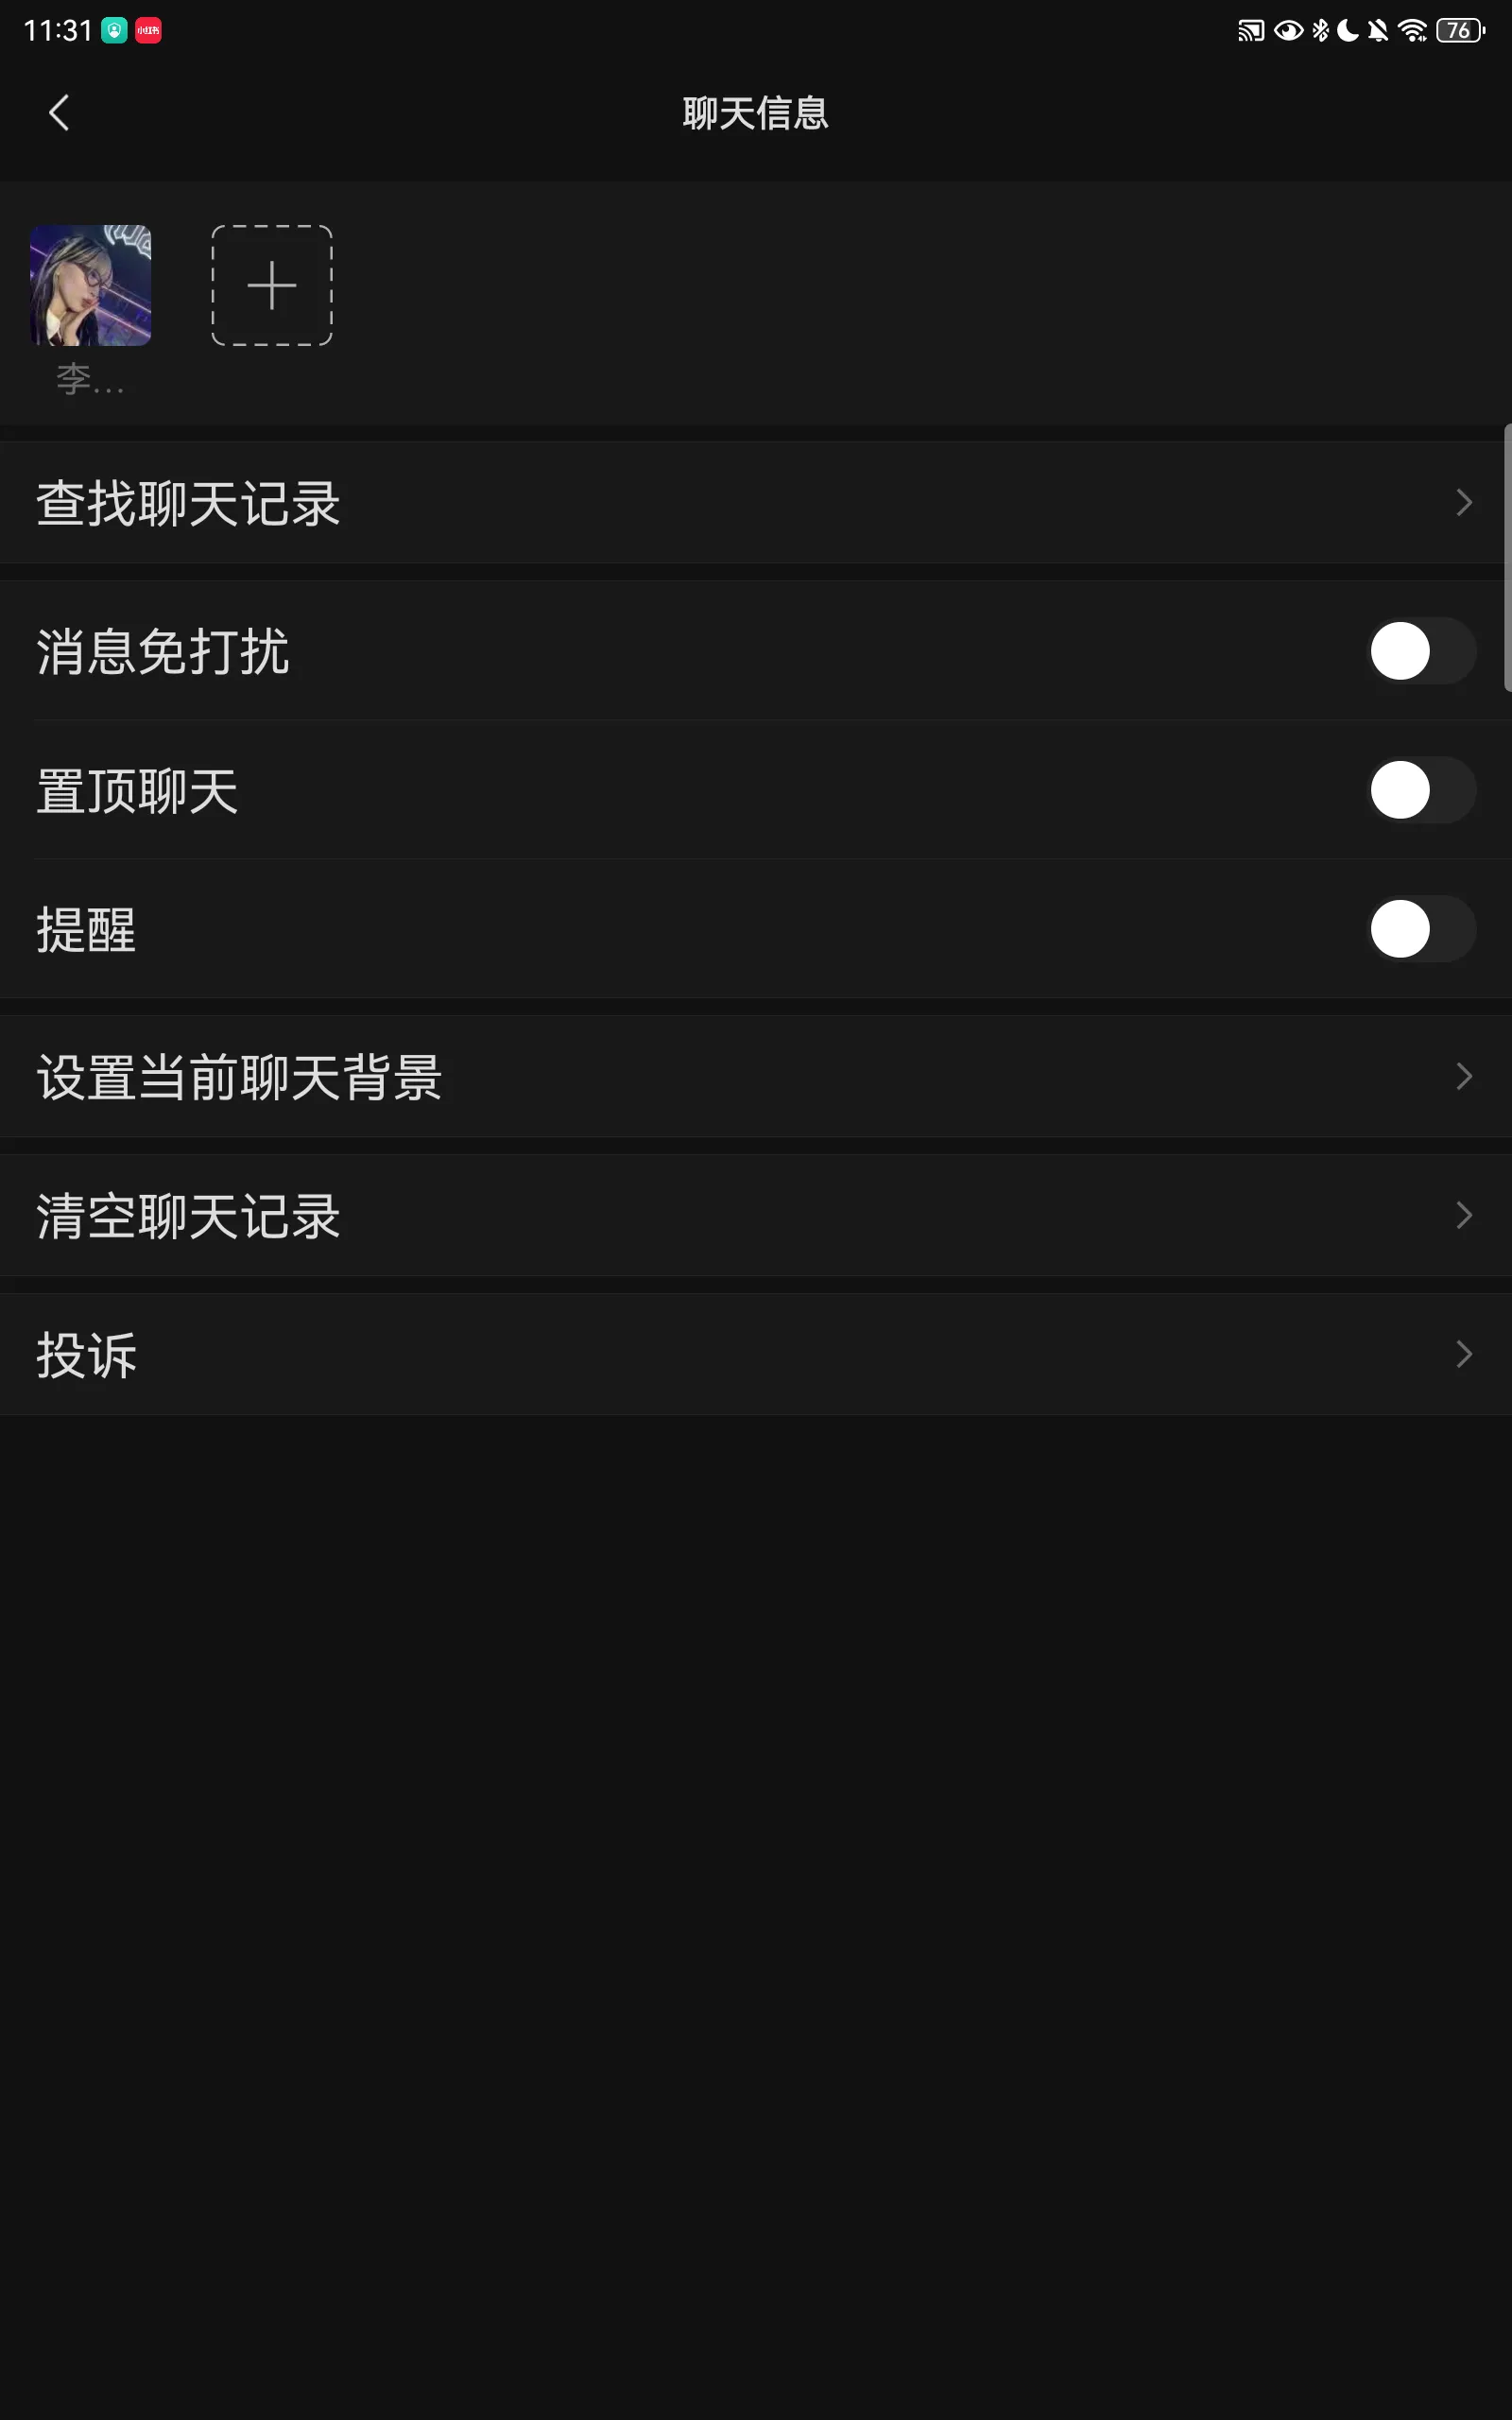 11:31
小红书
76
聊天信息
李...
查找聊天记录
消息免打扰
置顶聊天
提醒
设置当前聊天背景
清空聊天记录
投诉